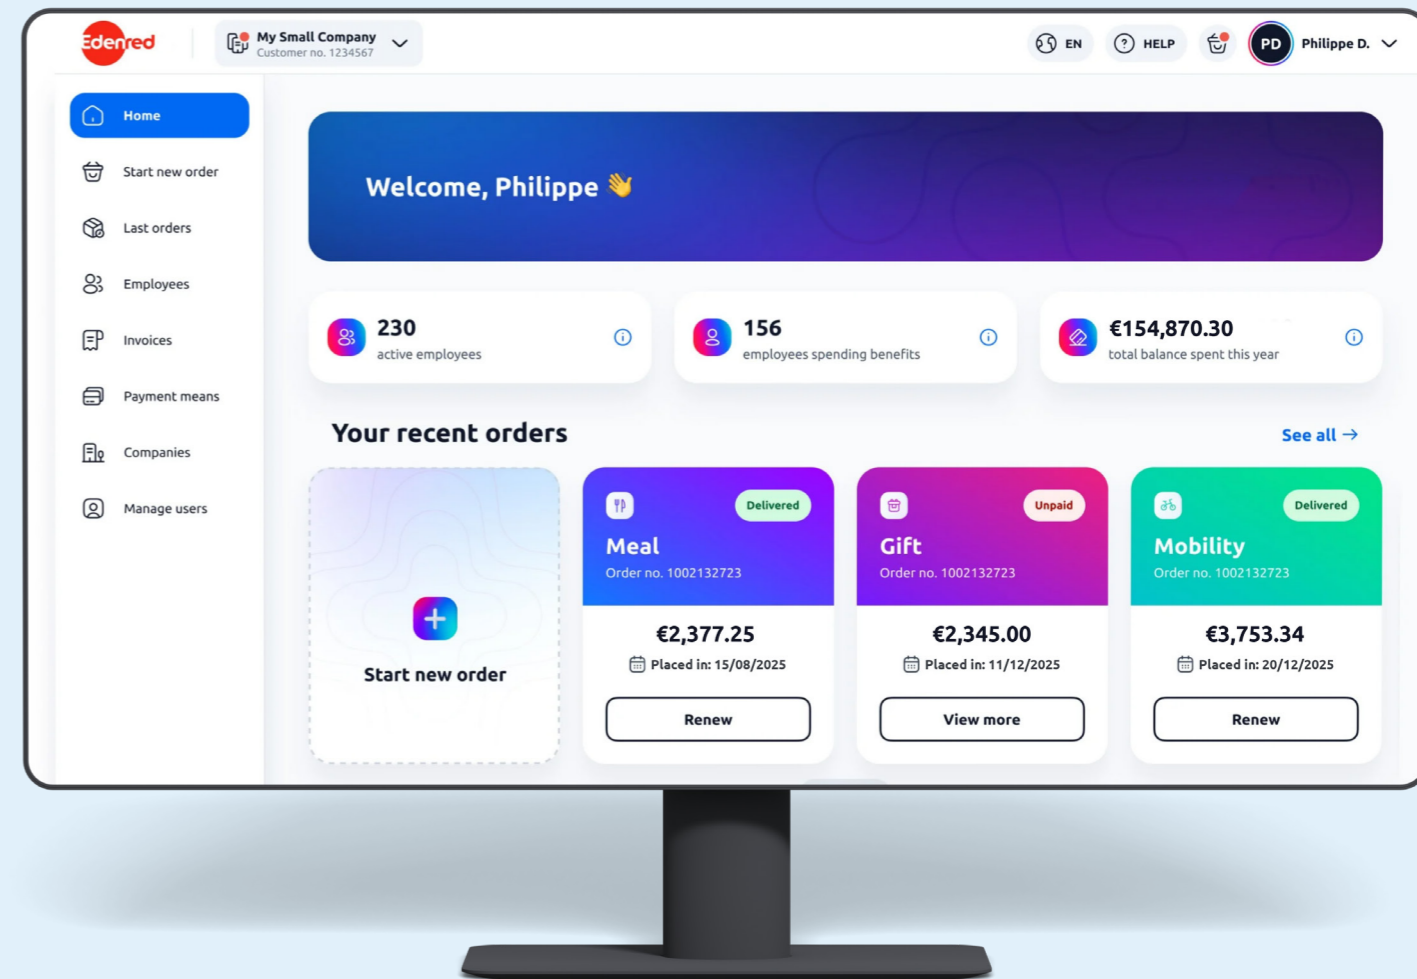 Edenred
My Small Company
Customer no. 1234567
EN
HELP
PD
Philippe D.
Home
Start new order
Last orders
Employees
Invoices
Payment means
Companies
Manage users
Welcome, Philippe 👋
230
active employees
156
employees spending benefits
€154,870.30
total balance spent this year
Your recent orders
See all →
Start new order
Delivered
Meal
Order no. 1002132723
€2,377.25
Placed in: 15/08/2025
Renew
Unpaid
Gift
Order no. 1002132723
€2,345.00
Placed in: 11/12/2025
View more
Delivered
Mobility
Order no. 1002132723
€3,753.34
Placed in: 20/12/2025
Renew